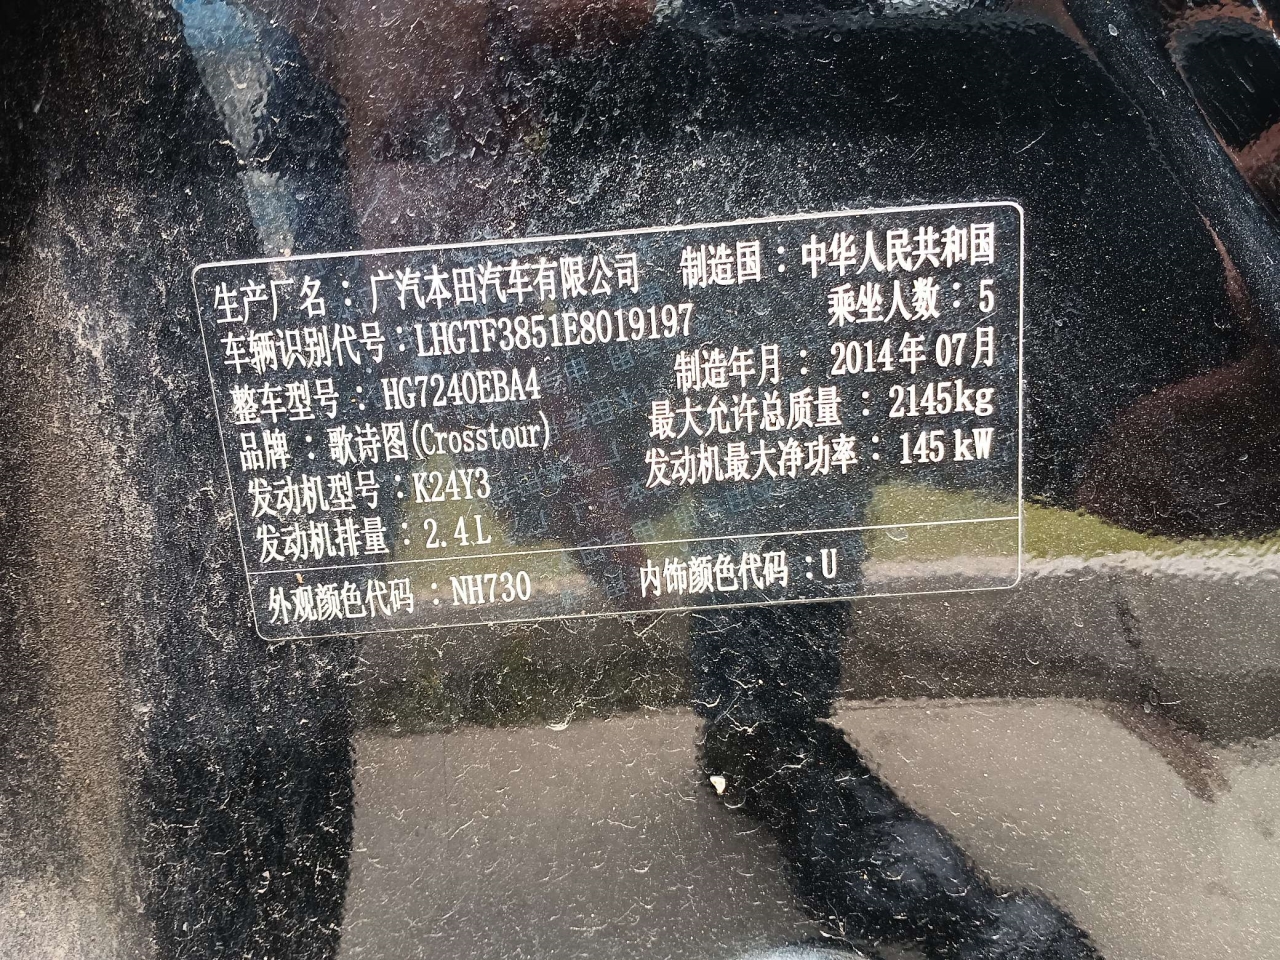 生产厂名：广汽本田汽车有限公司 制造国：中华人民共和国
车辆识别代号：LHGTF3851E8019197 乘坐人数：5
整车型号：HG7240EBA4 制造年月：2014年07月
品牌：歌诗图(Crosstour) 最大允许总质量：2145kg
发动机型号：K24Y3 发动机最大净功率：145kW
发动机排量：2.4L
外观颜色代码：NH730 内饰颜色代码：U